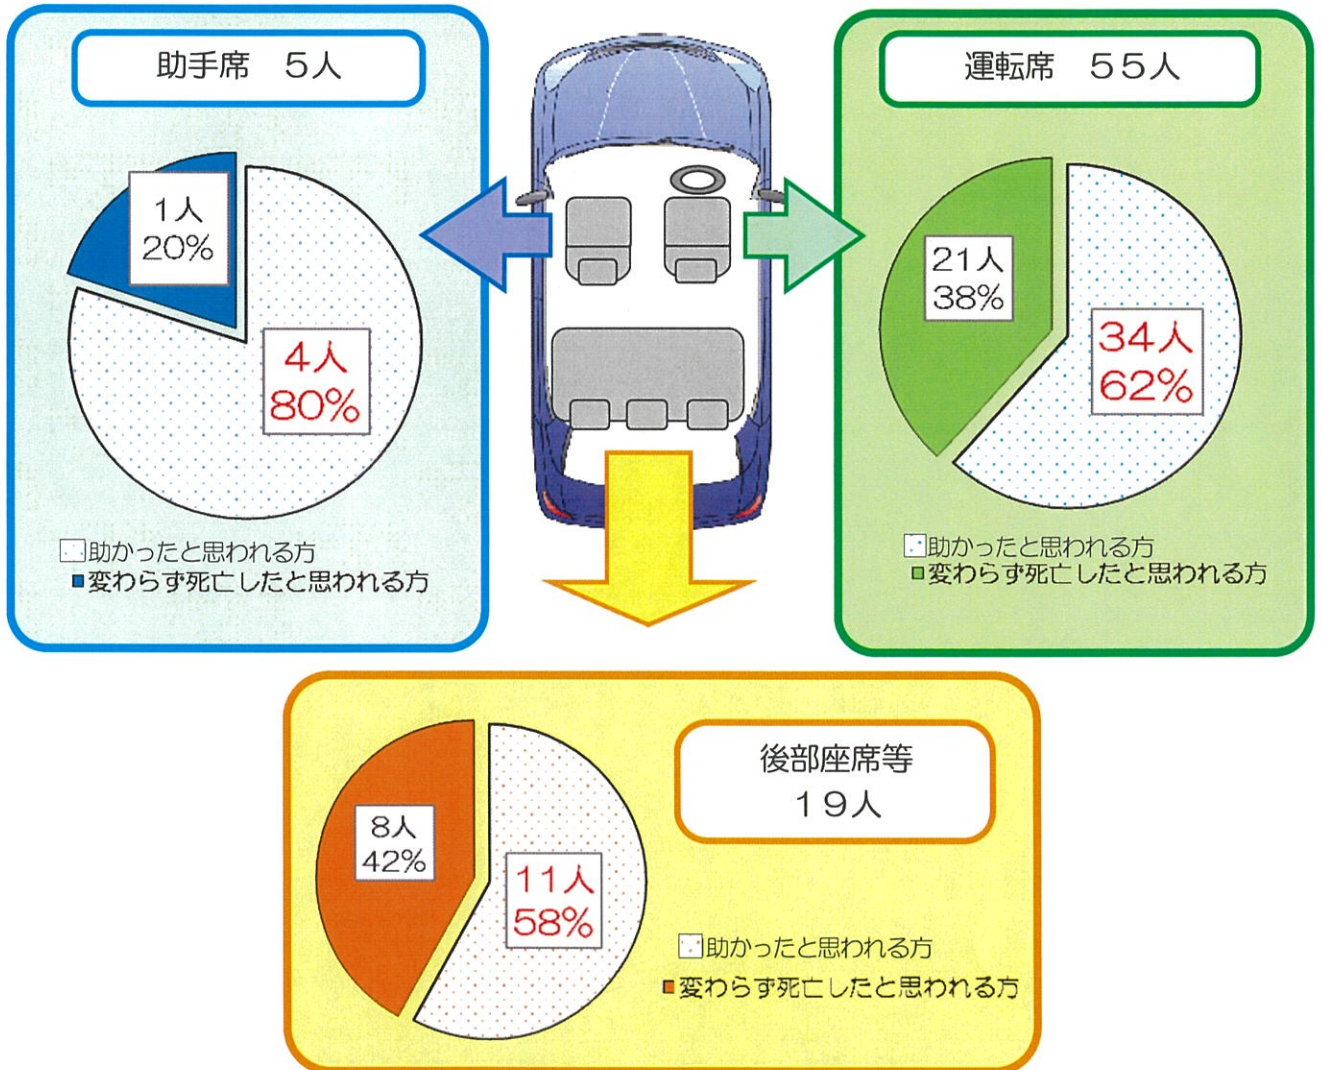 助手席　５人
1人
20%
4人
80%
助かったと思われる方
変わらず死亡したと思われる方
運転席　５５人
21人
38%
34人
62%
助かったと思われる方
変わらず死亡したと思われる方
後部座席等
１９人
8人
42%
11人
58%
助かったと思われる方
変わらず死亡したと思われる方